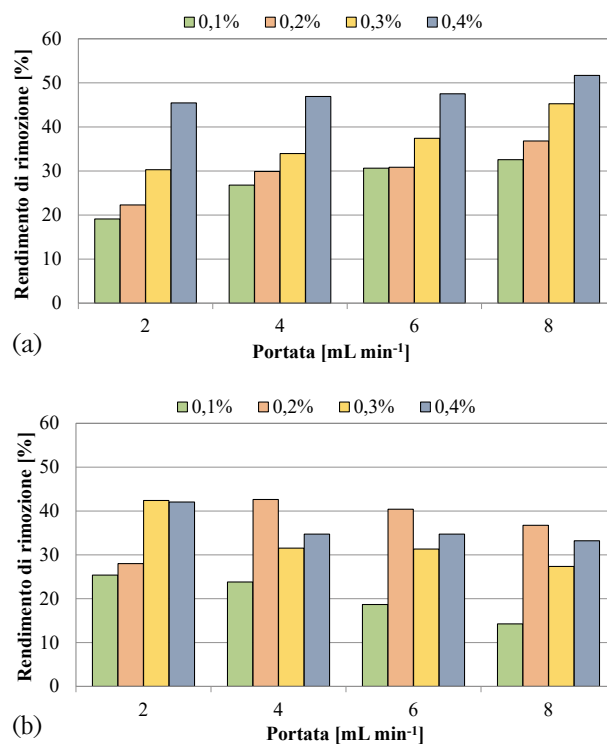 0,1% 0,2% 0,3% 0,4%
60
50
40
30
20
10
0
Rendimento di rimozione [%]
2 4 6 8
Portata [mL min-1]
(a)
0,1% 0,2% 0,3% 0,4%
60
50
40
30
20
10
0
Rendimento di rimozione [%]
2 4 6 8
Portata [mL min-1]
(b)